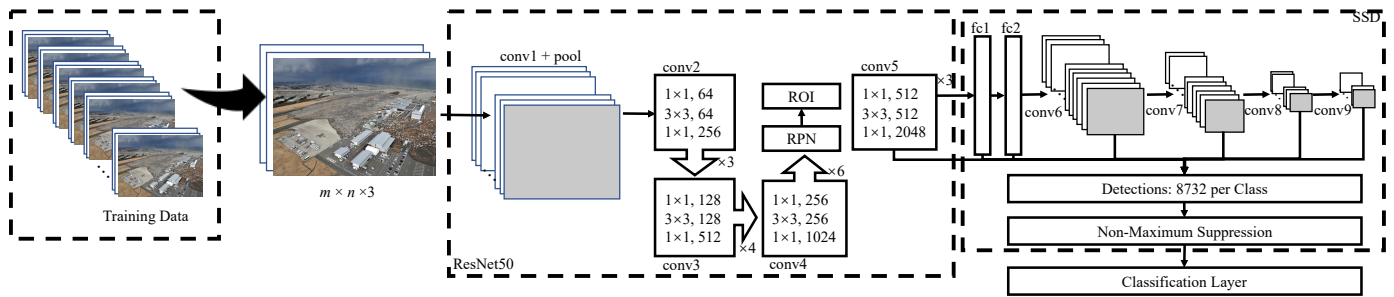 Training Data
m × n ×3
ResNet50
conv1 + pool
conv2
1×1, 64
3×3, 64
1×1, 256
×3
1×1, 128
3×3, 128
1×1, 512
conv3
×4
ROI
RPN
×6
1×1, 256
3×3, 256
1×1, 1024
conv4
conv5
1×1, 512
3×3, 512
1×1, 2048
×3
SSD
fc1
fc2
conv6
conv7
conv8
conv9
Detections: 8732 per Class
Non-Maximum Suppression
Classification Layer